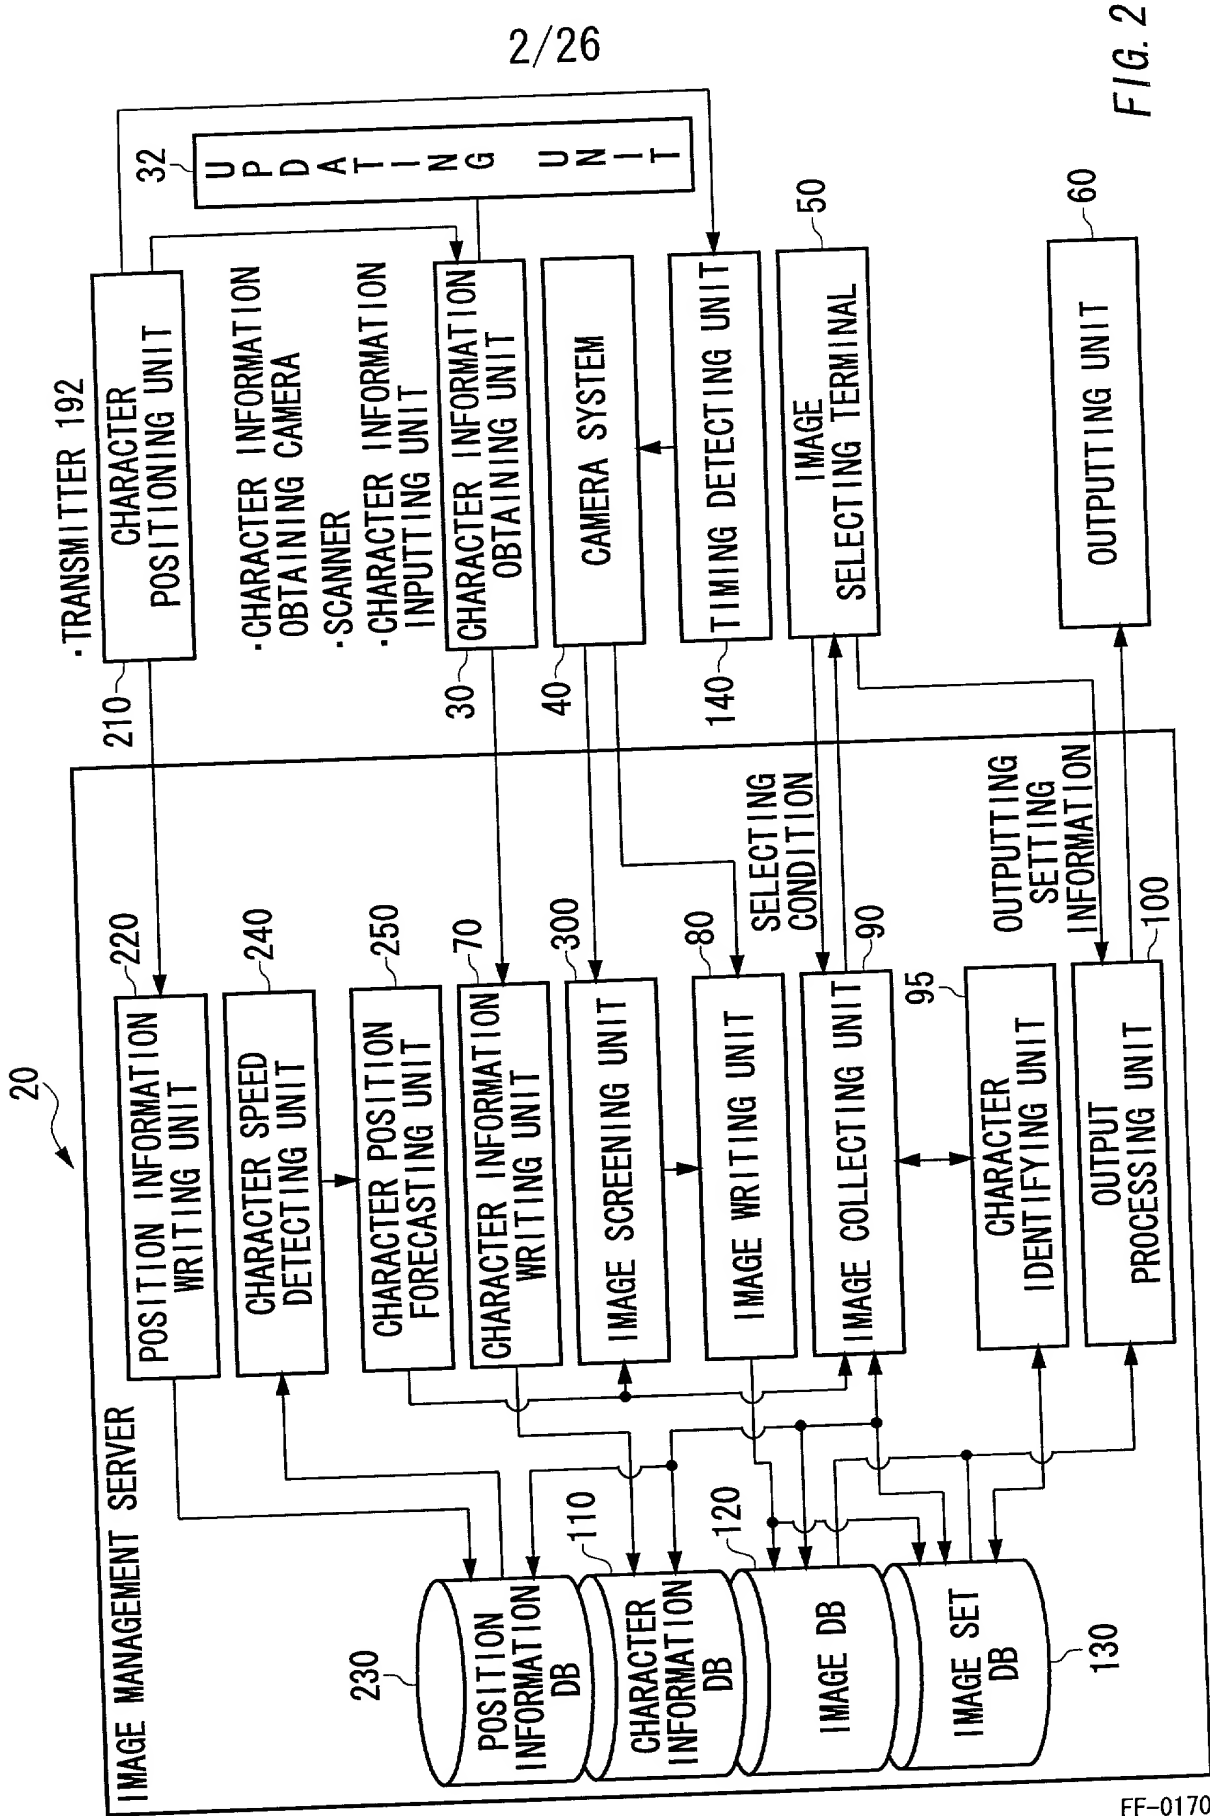 2/26
FIG. 2
20
IMAGE MANAGEMENT SERVER
·TRANSMITTER 192
CHARACTER
POSITIONING UNIT
210
·CHARACTER INFORMATION
OBTAINING CAMERA
·SCANNER
·CHARACTER INFORMATION
INPUTTING UNIT
32
UPDATING UNIT
CHARACTER INFORMATION
OBTAINING UNIT
30
CAMERA SYSTEM
40
TIMING DETECTING UNIT
140
IMAGE
SELECTING TERMINAL
50
OUTPUTTING UNIT
60
220
POSITION INFORMATION
WRITING UNIT
240
CHARACTER SPEED
DETECTING UNIT
250
CHARACTER POSITION
FORECASTING UNIT
70
CHARACTER INFORMATION
WRITING UNIT
300
IMAGE SCREENING UNIT
80
IMAGE WRITING UNIT
SELECTING
CONDITION
90
IMAGE COLLECTING UNIT
95
CHARACTER
IDENTIFYING UNIT
OUTPUTTING
SETTING
INFORMATION
100
OUTPUT
PROCESSING UNIT
230
POSITION
INFORMATION
DB
110
CHARACTER
INFORMATION
DB
120
IMAGE DB
IMAGE SET
DB
130
FF-0170